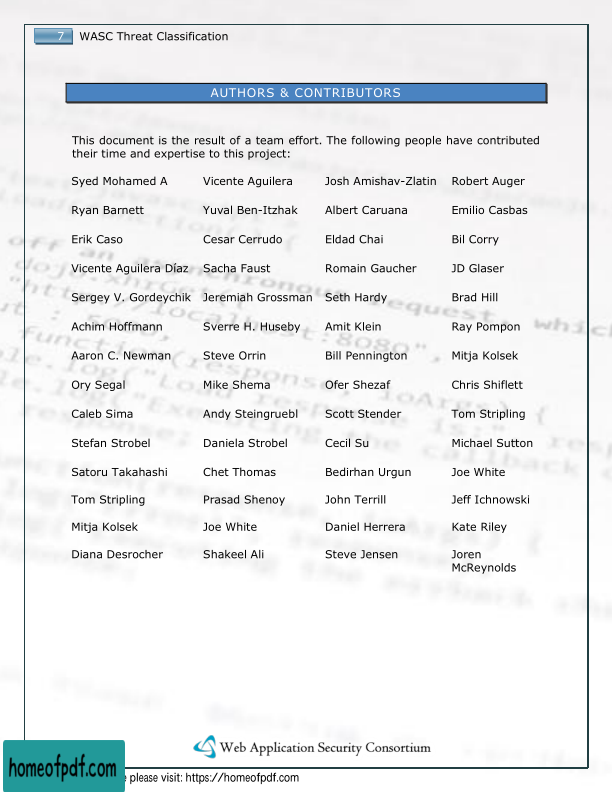 7 WASC Threat Classification
AUTHORS & CONTRIBUTORS
This document is the result of a team effort. The following people have contributed
their time and expertise to this project:
Syed Mohamed A Vicente Aguilera Josh Amishav-Zlatin Robert Auger
Ryan Barnett Yuval Ben-Itzhak Albert Caruana Emilio Casbas
Erik Caso Cesar Cerrudo Eldad Chai Bil Corry
Vicente Aguilera Díaz Sacha Faust Romain Gaucher JD Glaser
Sergey V. Gordeychik Jeremiah Grossman Seth Hardy Brad Hill
Achim Hoffmann Sverre H. Huseby Amit Klein Ray Pompon
Aaron C. Newman Steve Orrin Bill Pennington Mitja Kolsek
Ory Segal Mike Shema Ofer Shezaf Chris Shiflett
Caleb Sima Andy Steingruebl Scott Stender Tom Stripling
Stefan Strobel Daniela Strobel Cecil Su Michael Sutton
Satoru Takahashi Chet Thomas Bedirhan Urgun Joe White
Tom Stripling Prasad Shenoy John Terrill Jeff Ichnowski
Mitja Kolsek Joe White Daniel Herrera Kate Riley
Diana Desrocher Shakeel Ali Steve Jensen Joren
McReynolds
Web Application Security Consortium
homeofpdf.com
please visit: https://homeofpdf.com